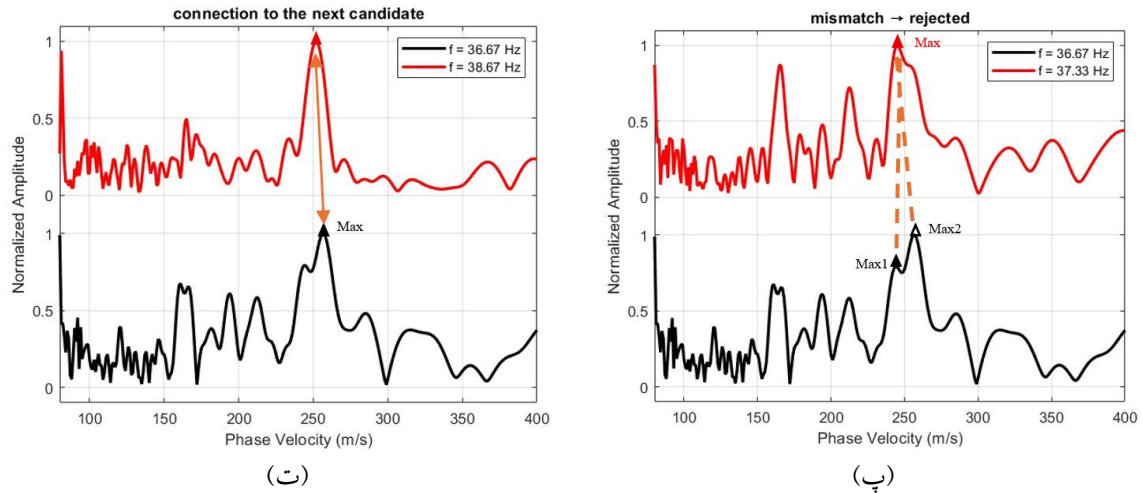 connection to the next candidate
f = 36.67 Hz
f = 38.67 Hz
Max
Normalized Amplitude
1
0.5
0
1
0.5
0
100
150
200
250
300
350
400
Phase Velocity (m/s)
(ت)
mismatch → rejected
f = 36.67 Hz
f = 37.33 Hz
Max
Max1
Max2
Normalized Amplitude
1
0.5
0
1
0.5
0
100
150
200
250
300
350
400
Phase Velocity (m/s)
(پ)